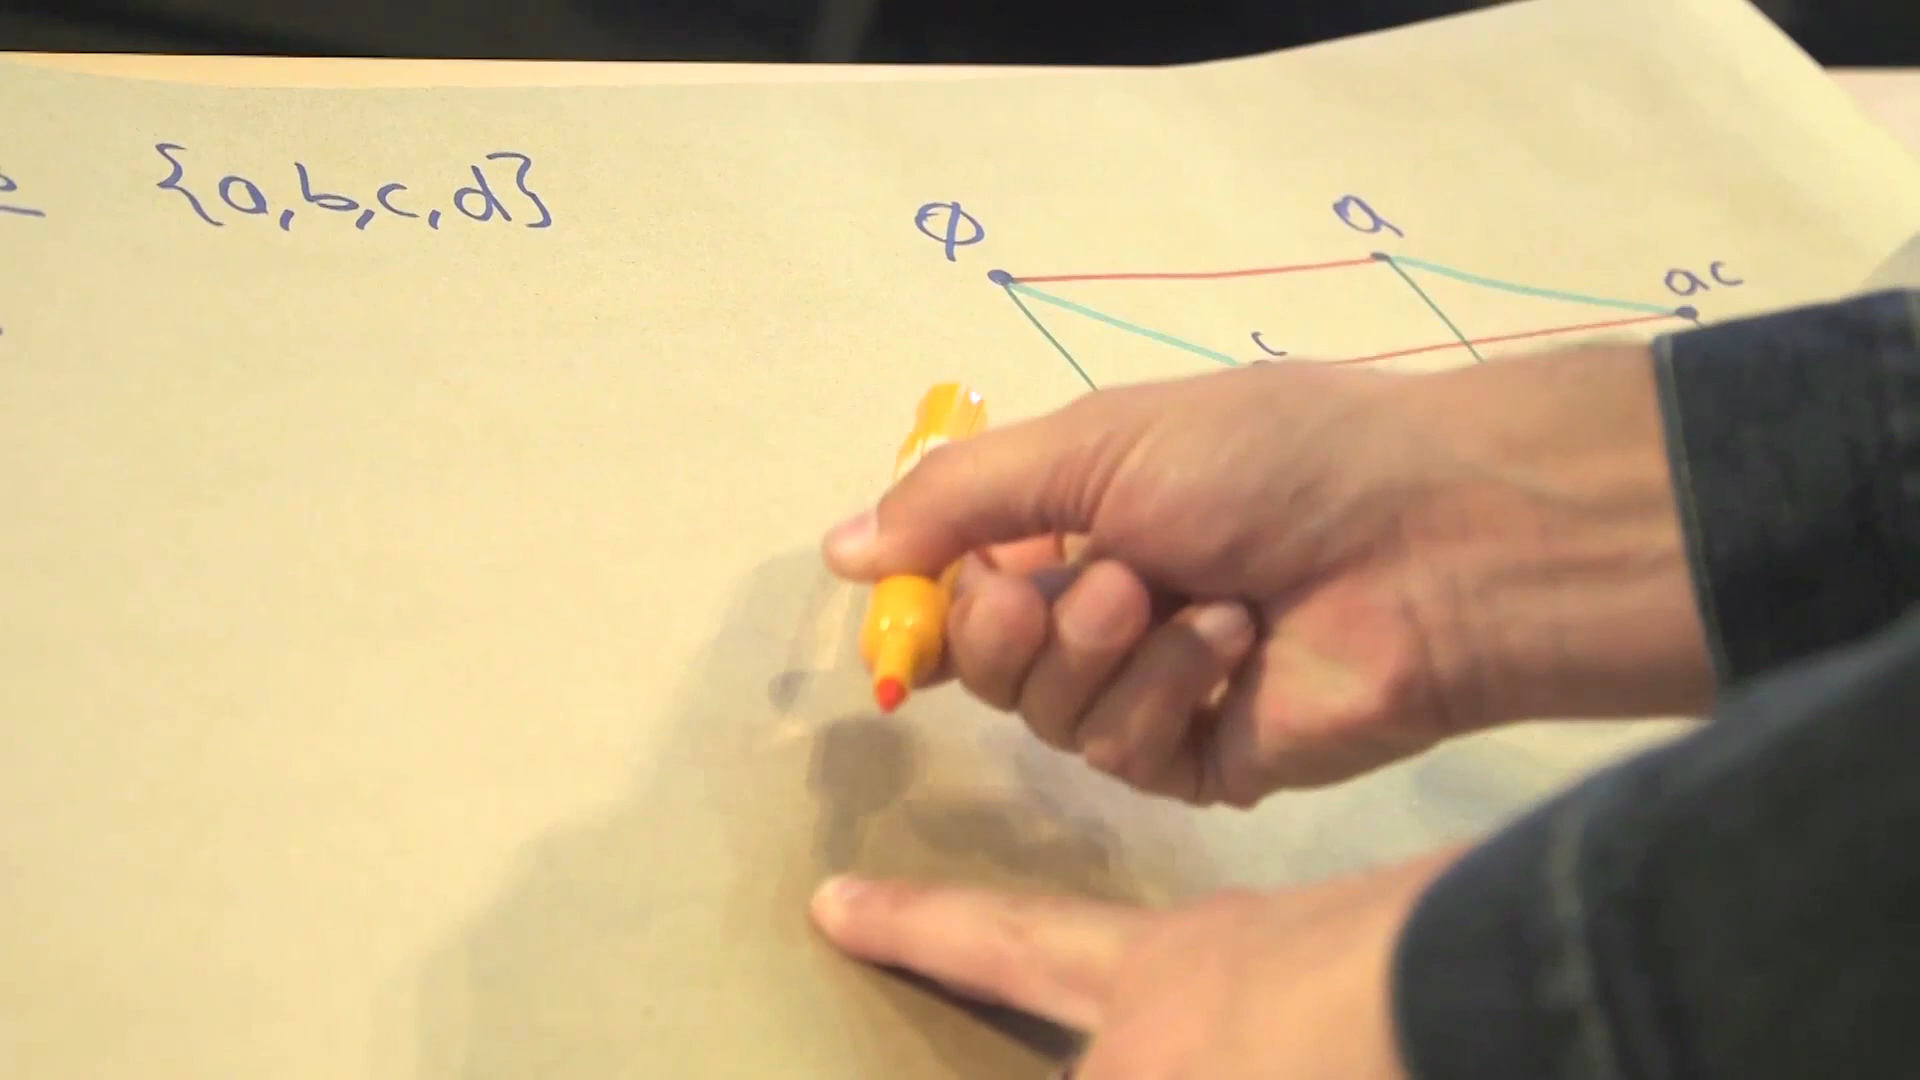 {a,b,c,d}
Φ
a
ac
c